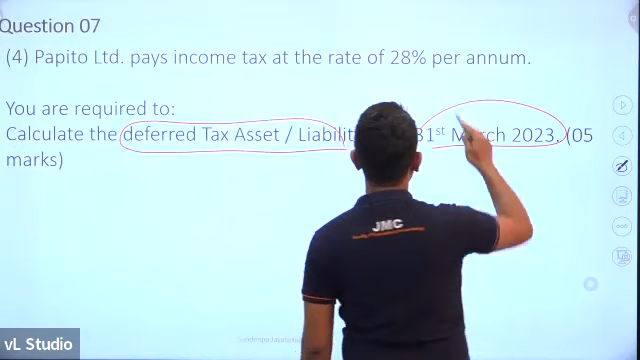 Question 07
(4) Papito Ltd. pays income tax at the rate of 28% per annum.
You are required to:
Calculate the deferred Tax Asset / Liabilit 31st March 2023. (05
marks)
JMC
vL Studio